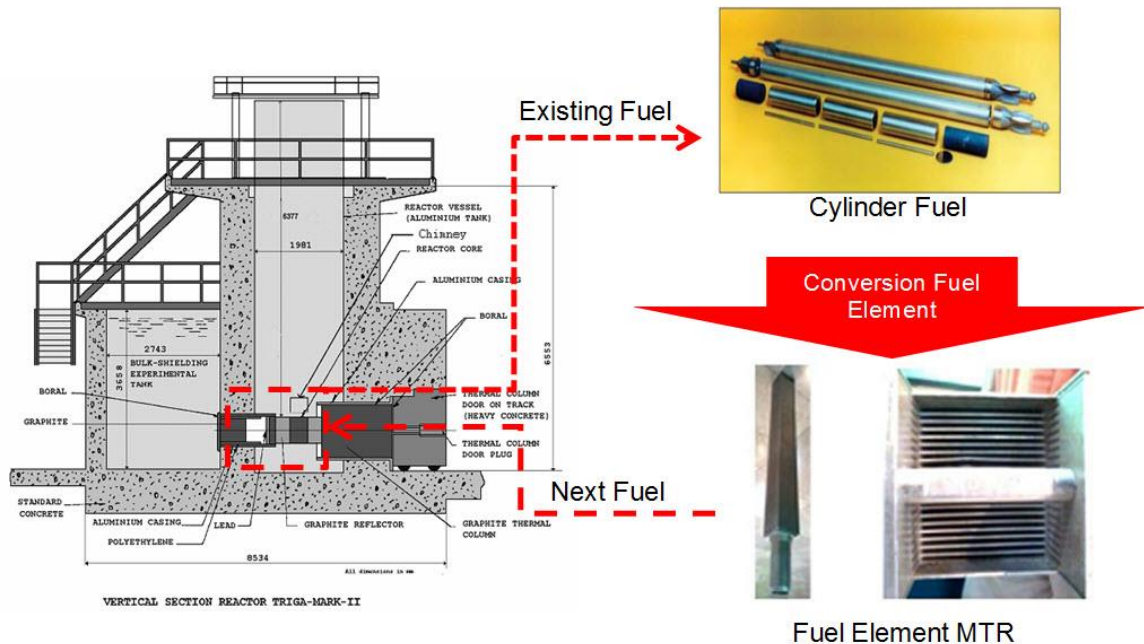 Existing Fuel
Cylinder Fuel
Conversion Fuel
Element
Next Fuel
Fuel Element MTR
6377
1981
REACTOR VESSEL
(ALUMINIUM TANK)
Chimney
REACTOR CORE
ALUMINIUM CASING
BORAL
6553
2743
BULK-SHIELDING
EXPERIMENTAL
TANK
3658
BORAL
GRAPHITE
THERMAL COLUMN
DOOR ON TRACK
(HEAVY CONCRETE)
THERMAL COLUMN
DOOR PLUG
STANDARD
CONCRETE
ALUMINIUM CASING
POLYETHYLENE
LEAD
GRAPHITE REFLECTOR
GRAPHITE THERMAL
COLUMN
8534
All dimensions in mm
VERTICAL SECTION REACTOR TRIGA-MARK-II